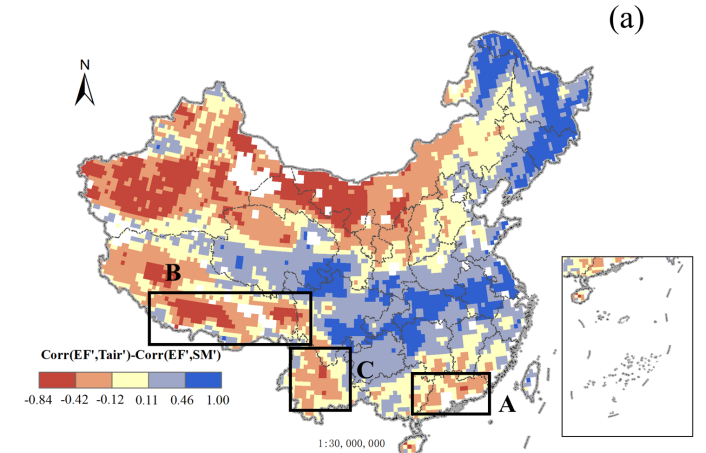 (a)
N
B
Corr(EF',Tair')-Corr(EF',SM')
C
-0.84 -0.42 -0.12 0.11 0.46 1.00
A
1:30,000,000